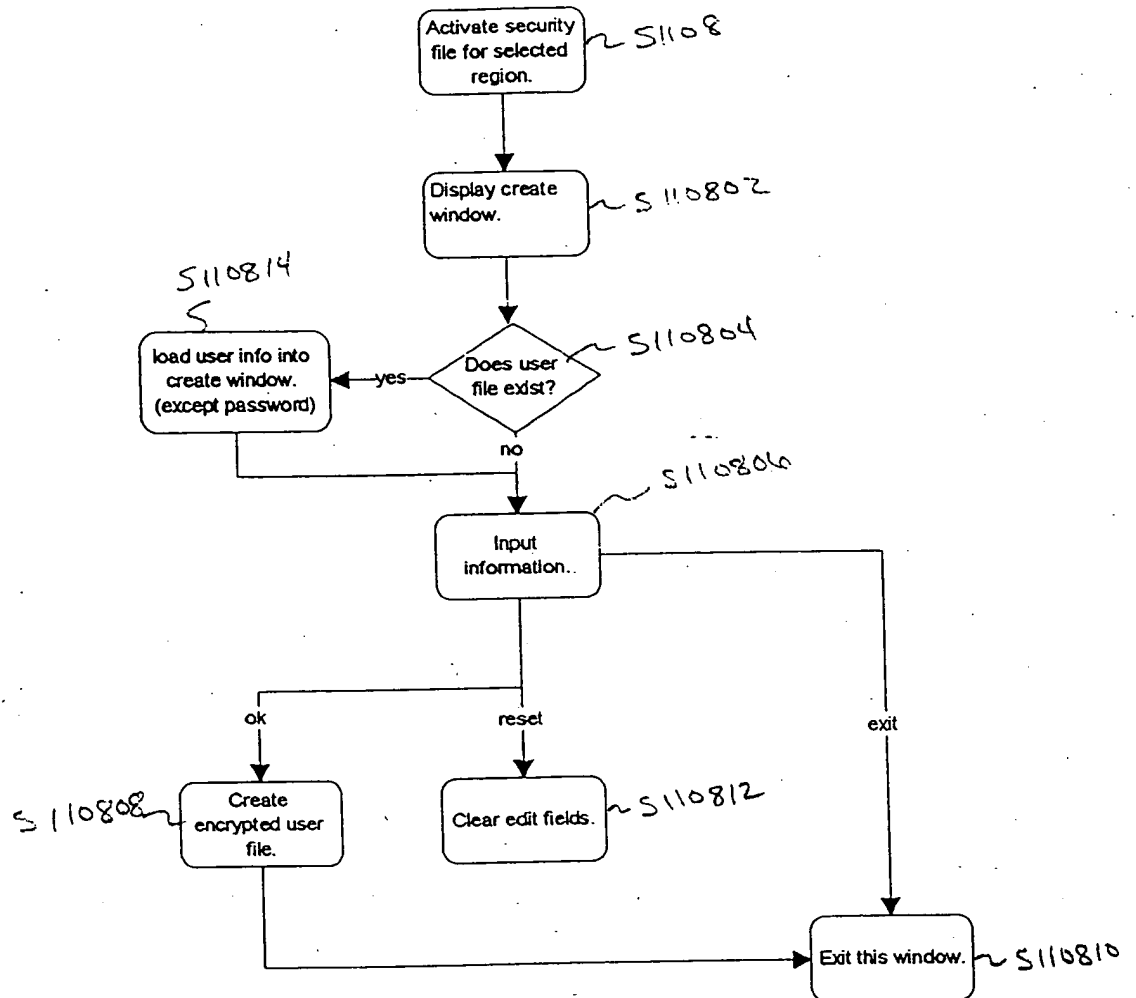 Activate security
file for selected
region.
S1108
Display create
window.
S110802
S110814
load user info into
create window.
(except password)
yes
Does user
file exist?
S110804
no
S110806
Input
information..
ok
reset
exit
S110808
Create
encrypted user
file.
Clear edit fields.
S110812
Exit this window.
S110810